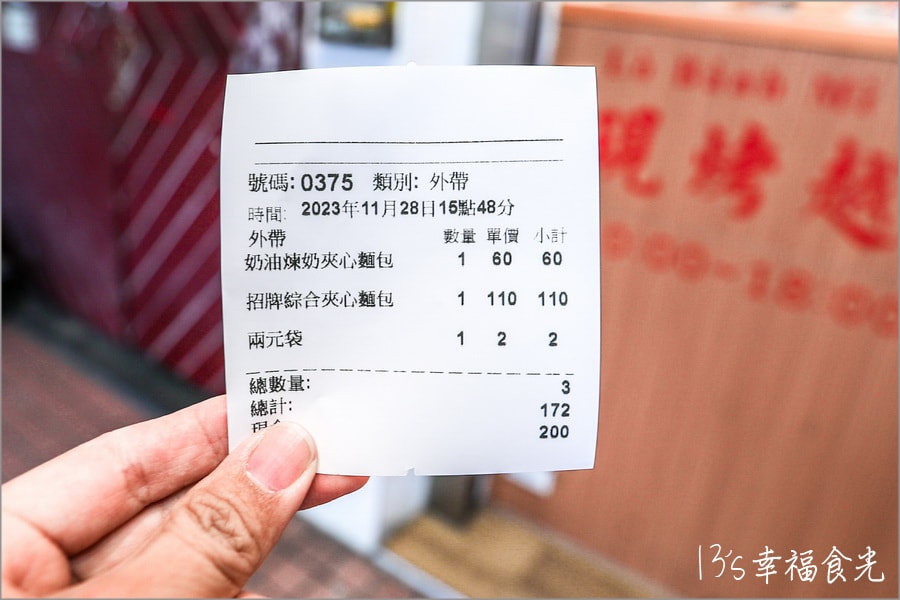 號碼: 0375 類別: 外帶
時間: 2023年11月28日15點48分
外帶 數量 單價 小計
奶油煉奶夾心麵包 1 60 60
招牌綜合夾心麵包 1 110 110
兩元袋 1 2 2
總數量: 3
總計: 172
200
現烤越
13's幸福食光